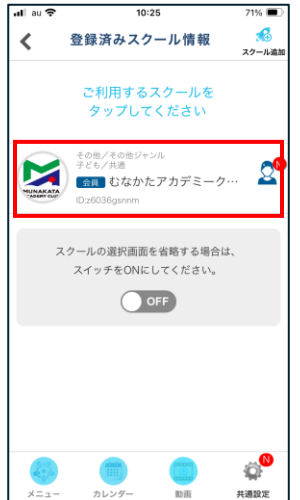 au 10:25 71%
登録済みスクール情報
スクール追加
ご利用するスクールを
タップしてください
その他／その他ジャンル
子ども／共通
会員 むなかたアカデミーク…
ID:z6036gsnnm
MUNAKATA
ACADEMY CLUB
N
スクールの選択画面を省略する場合は、
スイッチをONにしてください。
OFF
N
メニュー カレンダー 動画 共通設定